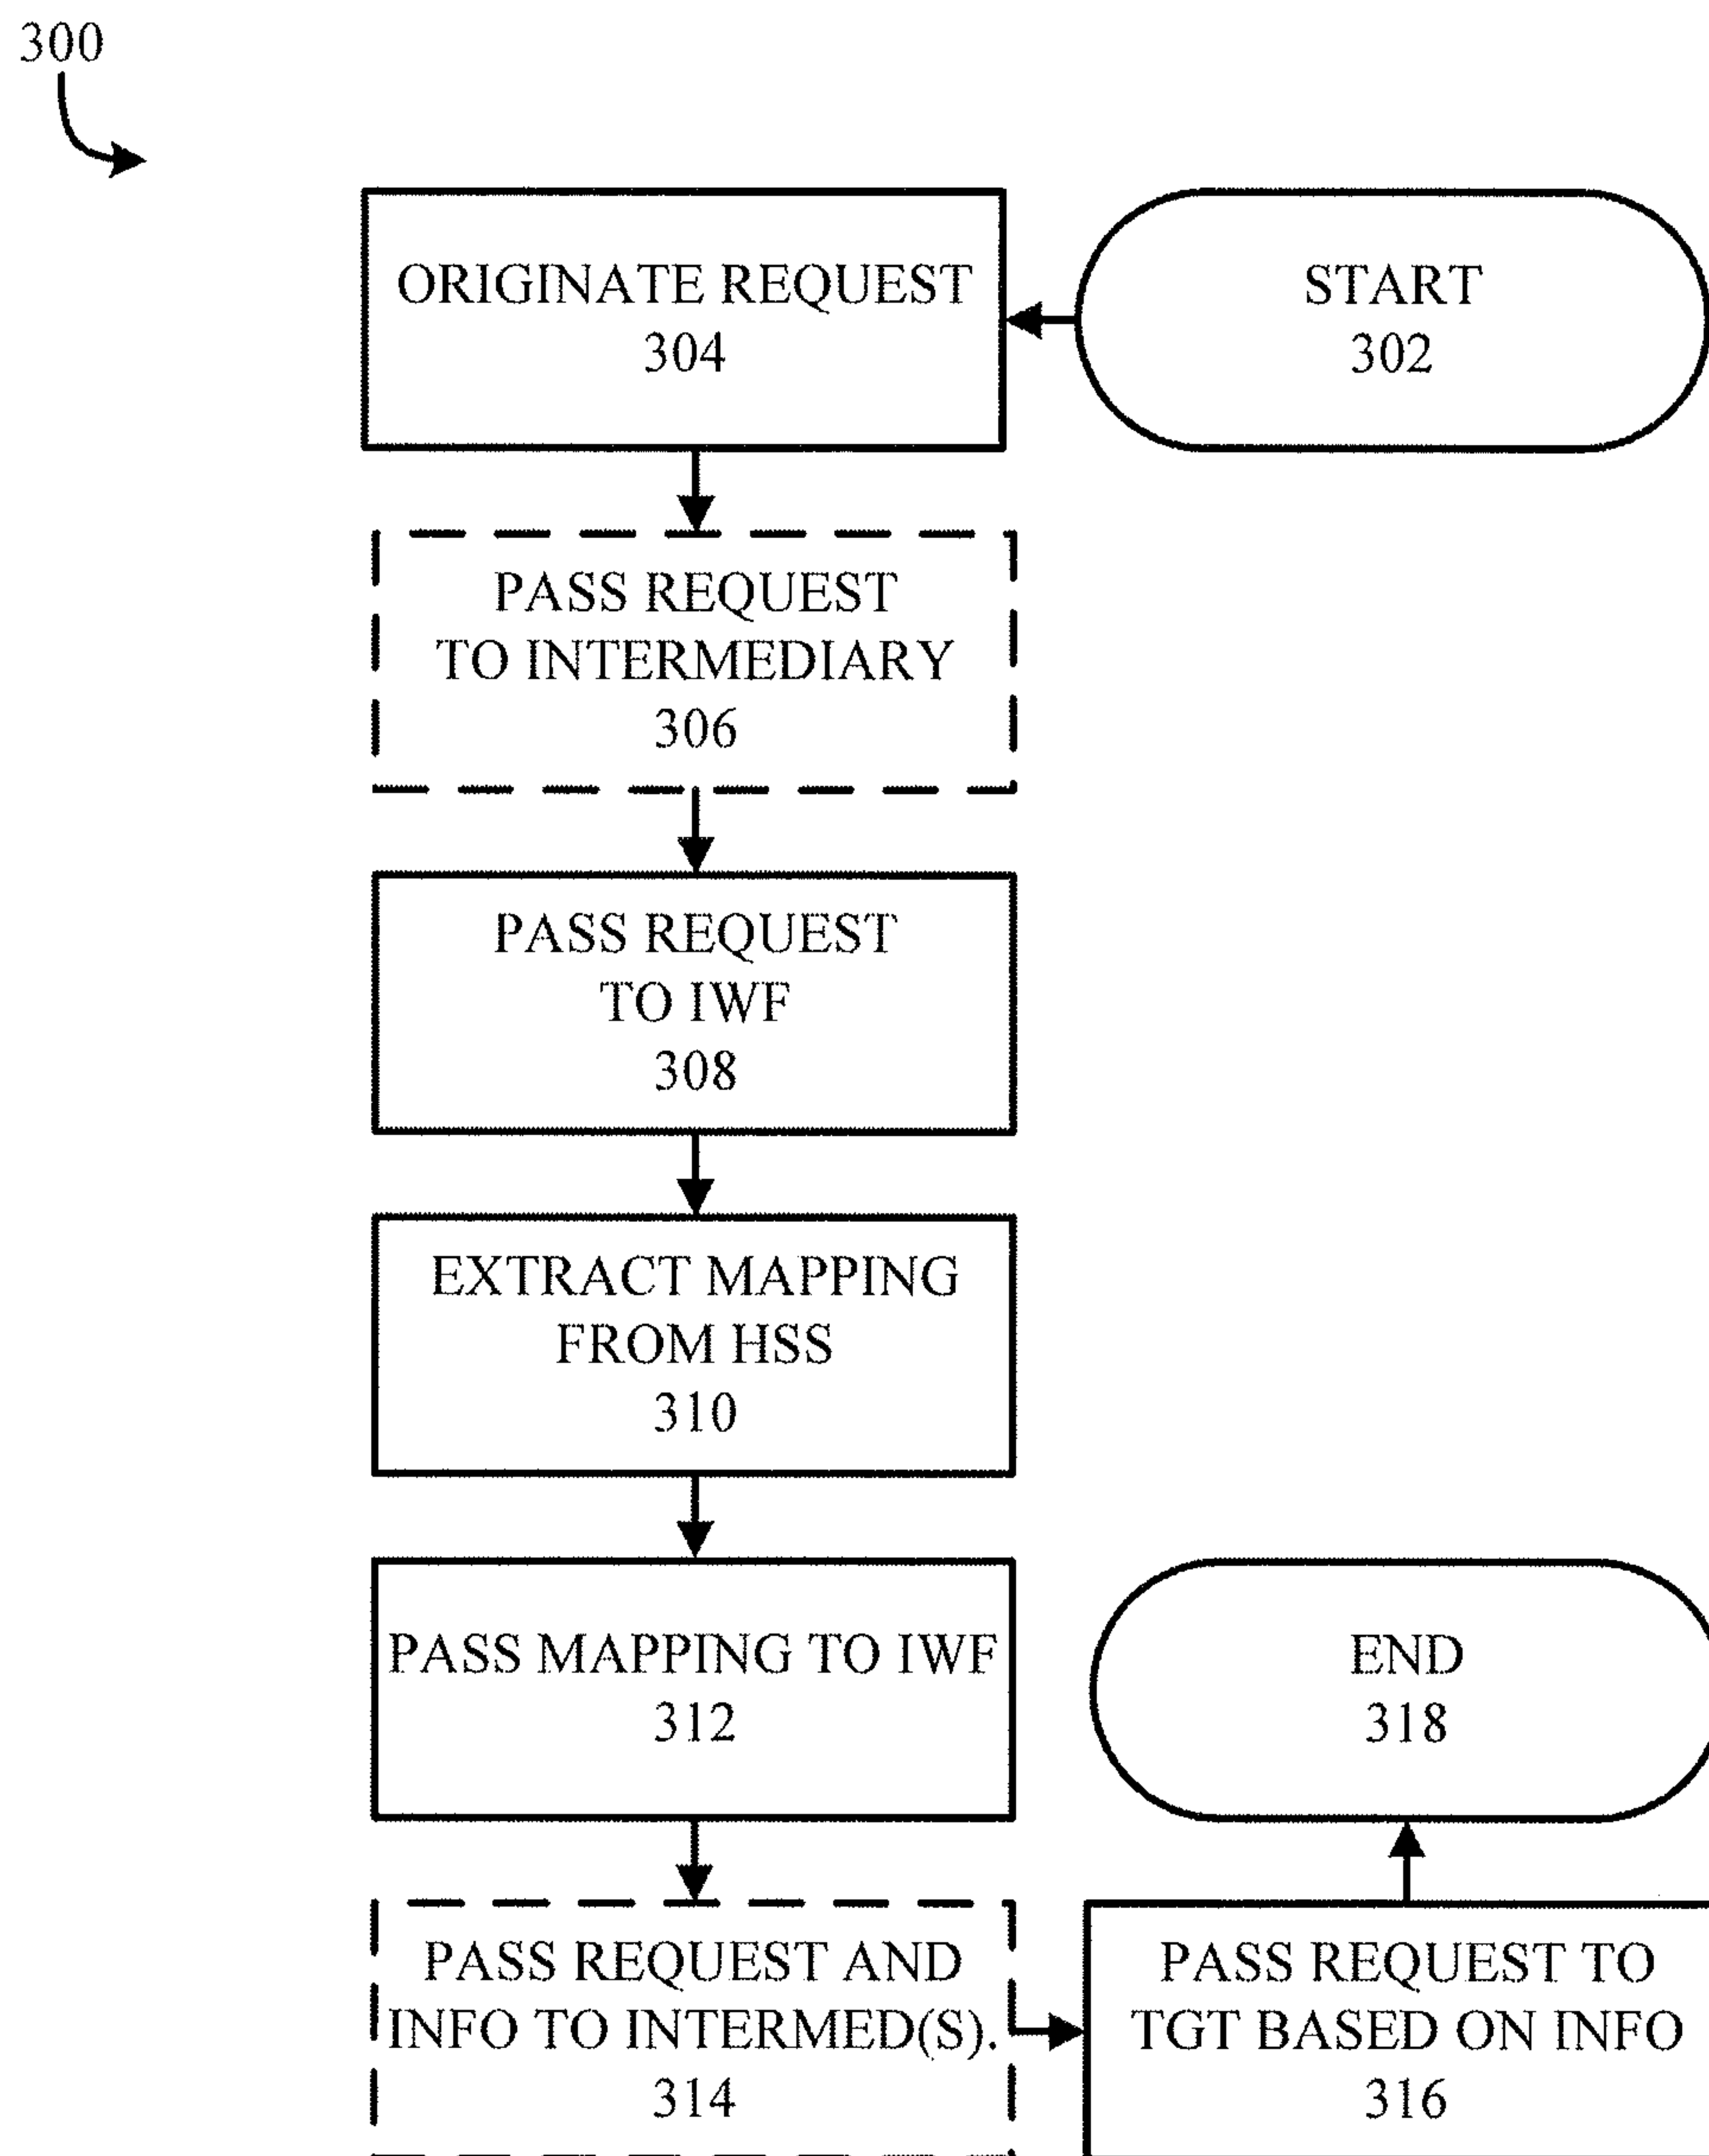 300
START
302
ORIGINATE REQUEST
304
PASS REQUEST
TO INTERMEDIARY
306
PASS REQUEST
TO IWF
308
EXTRACT MAPPING
FROM HSS
310
PASS MAPPING TO IWF
312
PASS REQUEST AND
INFO TO INTERMED(S).
314
PASS REQUEST TO
TGT BASED ON INFO
316
END
318